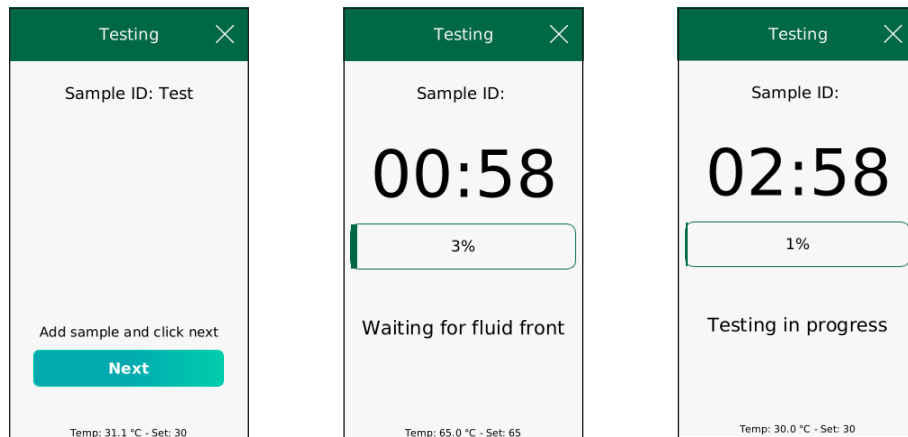 Testing
Sample ID: Test
Add sample and click next
Next
Temp: 31.1 °C - Set: 30
Testing
Sample ID:
00:58
3%
Waiting for fluid front
Temp: 65.0 °C - Set: 65
Testing
Sample ID:
02:58
1%
Testing in progress
Temp: 30.0 °C - Set: 30